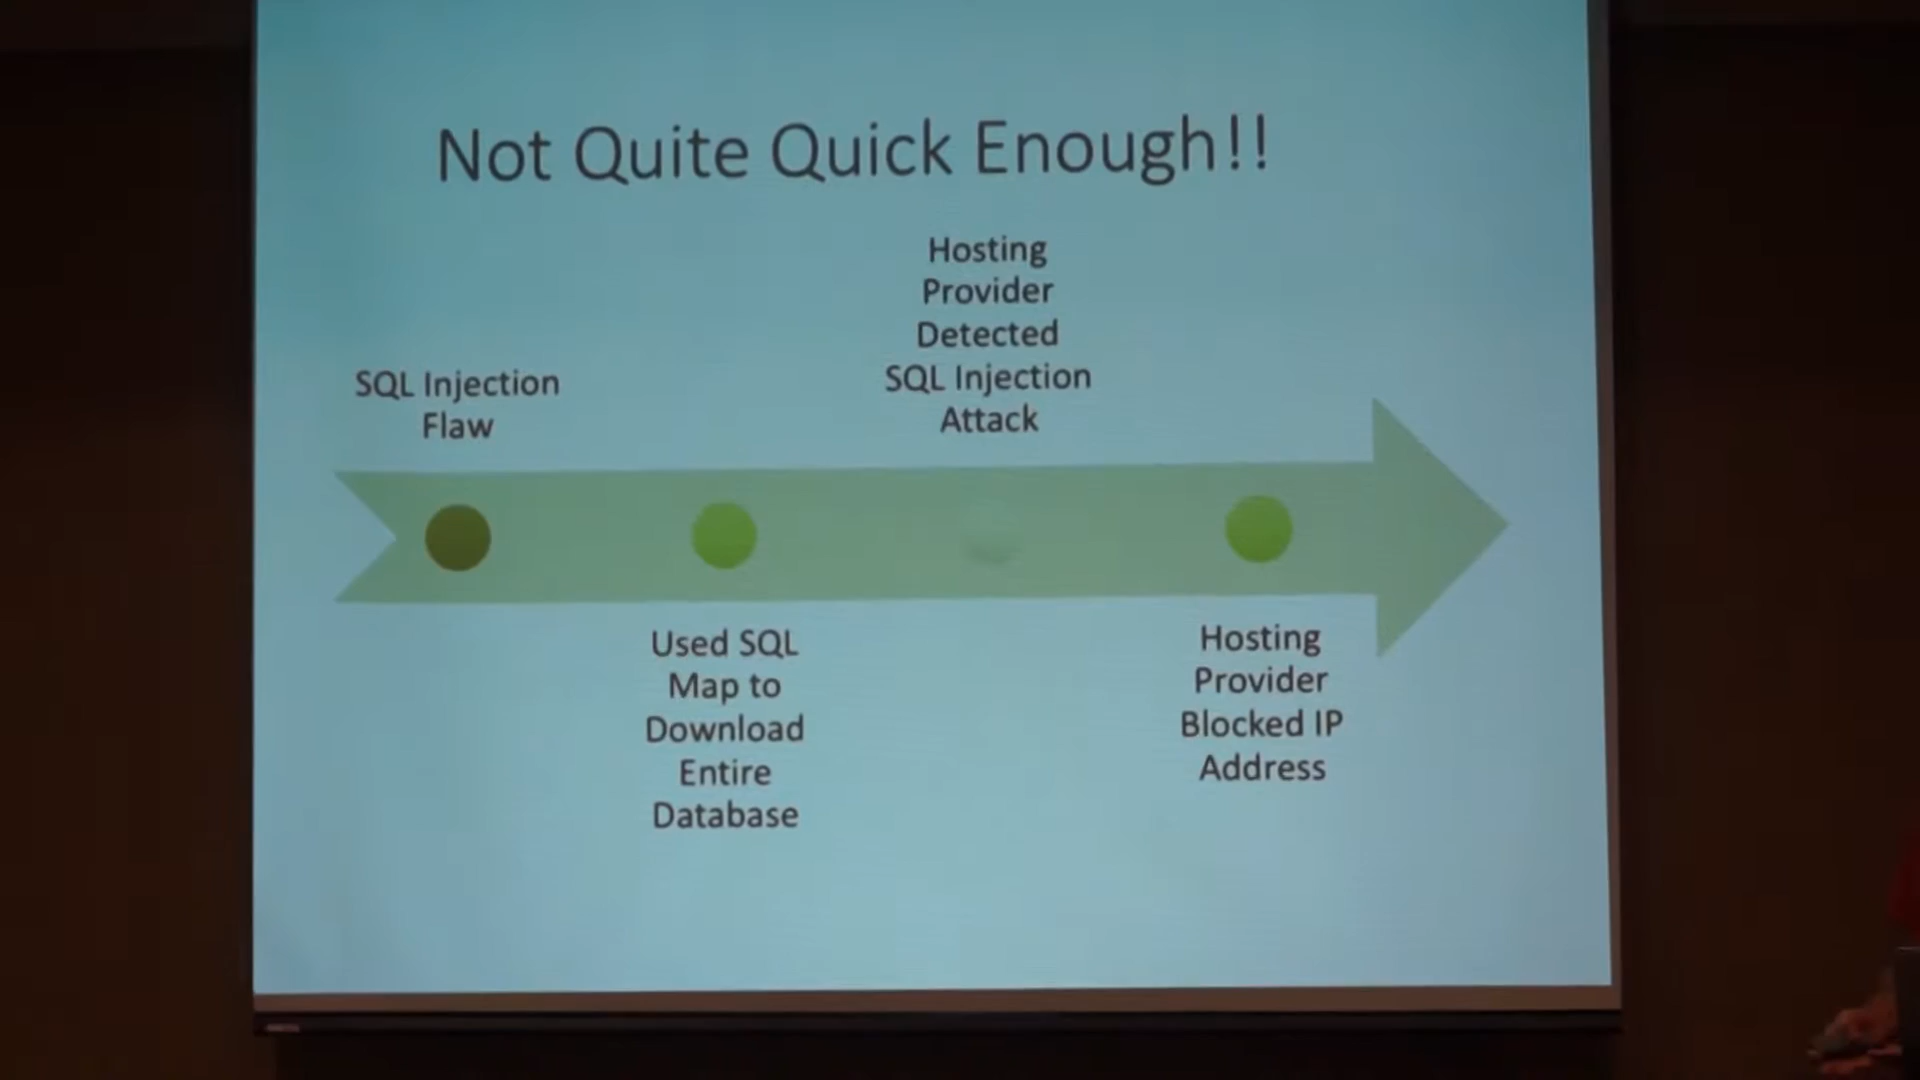 Not Quite Quick Enough!!
SQL Injection
Flaw
Used SQL
Map to
Download
Entire
Database
Hosting
Provider
Detected
SQL Injection
Attack
Hosting
Provider
Blocked IP
Address